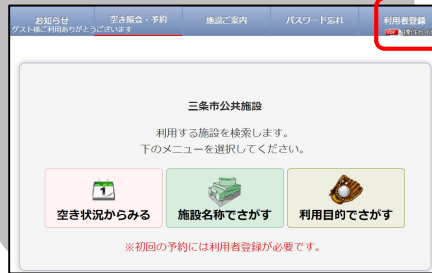 お知らせ 空き照会・予約 施設ご案内 パスワード忘れ 利用者登録
ゲスト様ご利用ありがとうございます
三条市公共施設
利用する施設を検索します。
下のメニューを選択してください。
1
空き状況からみる 施設名称でさがす 利用目的でさがす
※初回の予約には利用者登録が必要です。